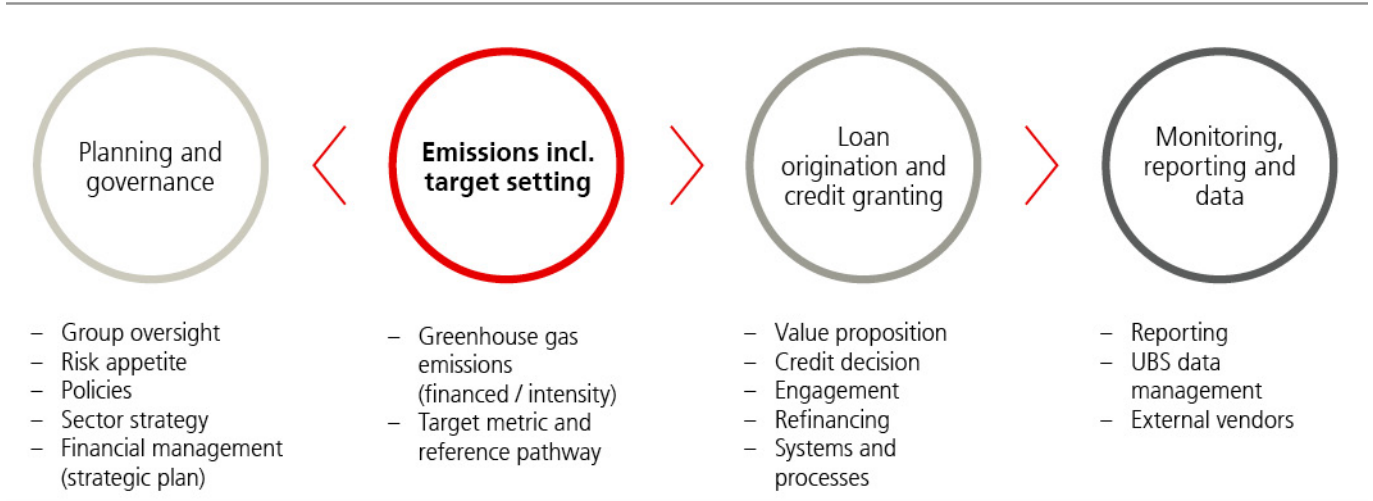 Planning and
governance
Emissions incl.
target setting
Loan
origination and
credit granting
Monitoring,
reporting and
data
– Group oversight
– Risk appetite
– Policies
– Sector strategy
– Financial management
(strategic plan)
– Greenhouse gas
emissions
(financed / intensity)
– Target metric and
reference pathway
– Value proposition
– Credit decision
– Engagement
– Refinancing
– Systems and
processes
– Reporting
– UBS data
management
– External vendors